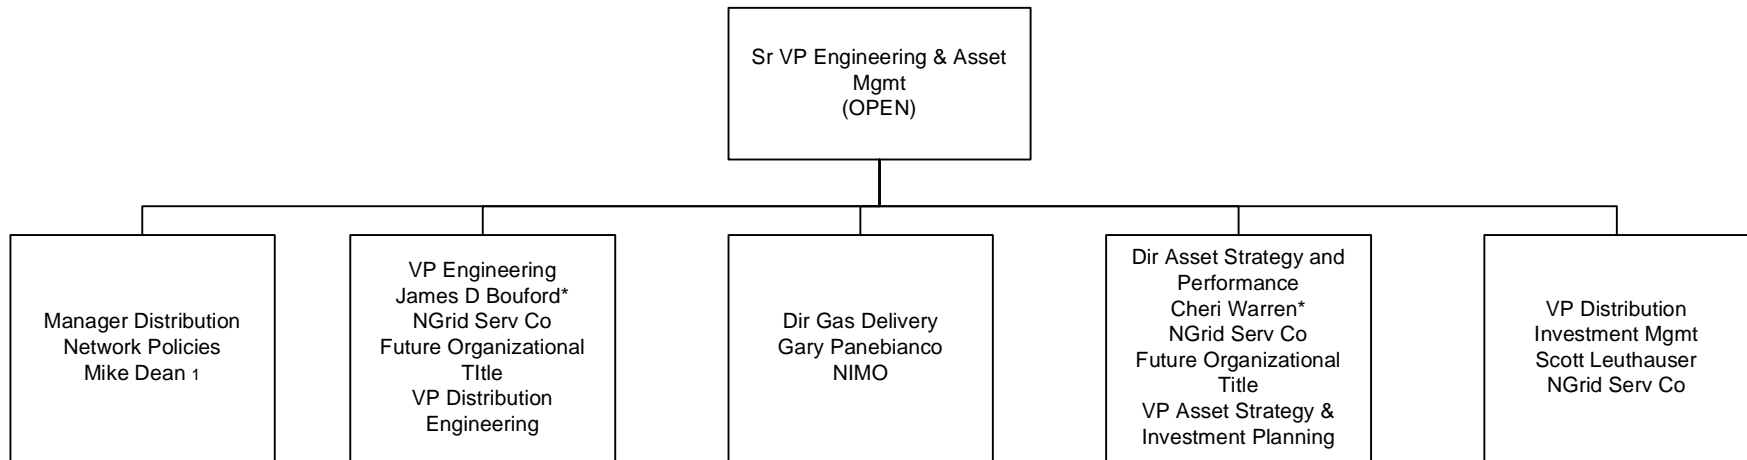 Sr VP Engineering & Asset
Mgmt
(OPEN)
Manager Distribution
Network Policies
Mike Dean 1
VP Engineering
James D Bouford*
NGrid Serv Co
Future Organizational
TItle
VP Distribution
Engineering
Dir Gas Delivery
Gary Panebianco
NIMO
Dir Asset Strategy and
Performance
Cheri Warren*
NGrid Serv Co
Future Organizational
Title
VP Asset Strategy &
Investment Planning
VP Distribution
Investment Mgmt
Scott Leuthauser
NGrid Serv Co